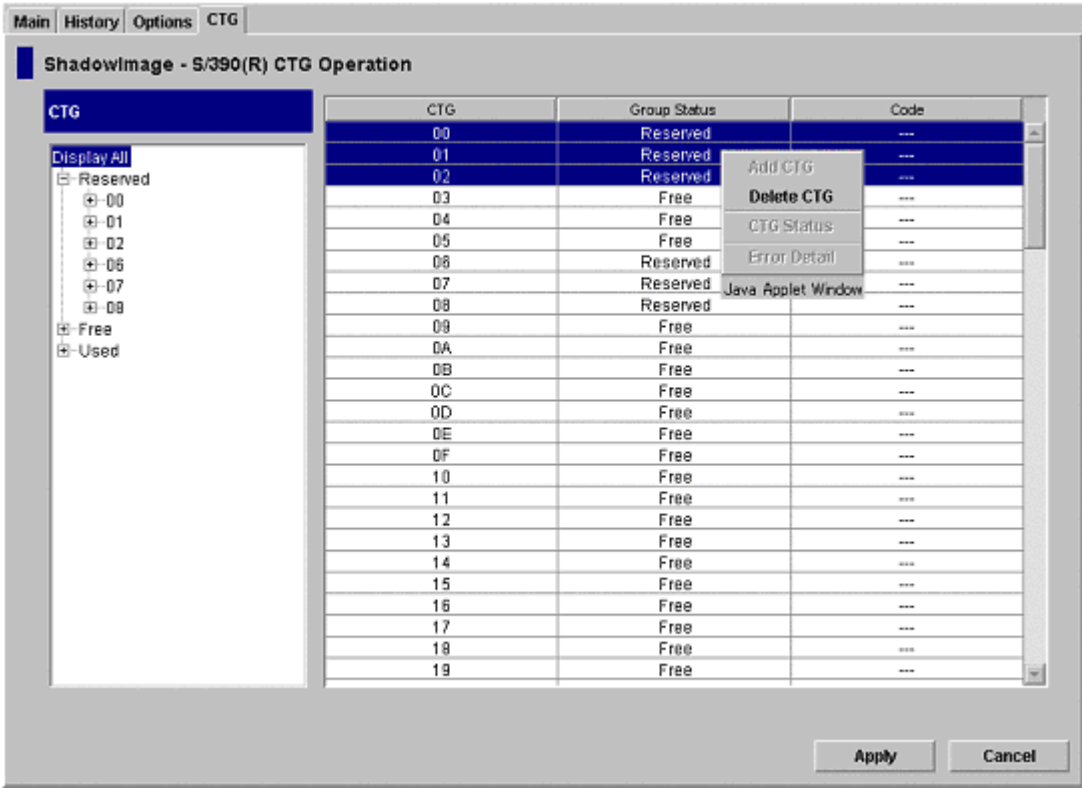 Main History Options CTG
ShadowImage - S/390(R) CTG Operation
CTG
Display All
Reserved
00
01
02
06
07
08
Free
Used
CTG Group Status Code
00 Reserved ---
01 Reserved ---
02 Reserved ---
03 Free ---
04 Free ---
05 Free ---
06 Reserved ---
07 Reserved ---
08 Reserved ---
09 Free ---
0A Free ---
0B Free ---
0C Free ---
0D Free ---
0E Free ---
0F Free ---
10 Free ---
11 Free ---
12 Free ---
13 Free ---
14 Free ---
15 Free ---
16 Free ---
17 Free ---
18 Free ---
19 Free ---
Add CTG
Delete CTG
CTG Status
Error Detail
Java Applet Window
Apply Cancel